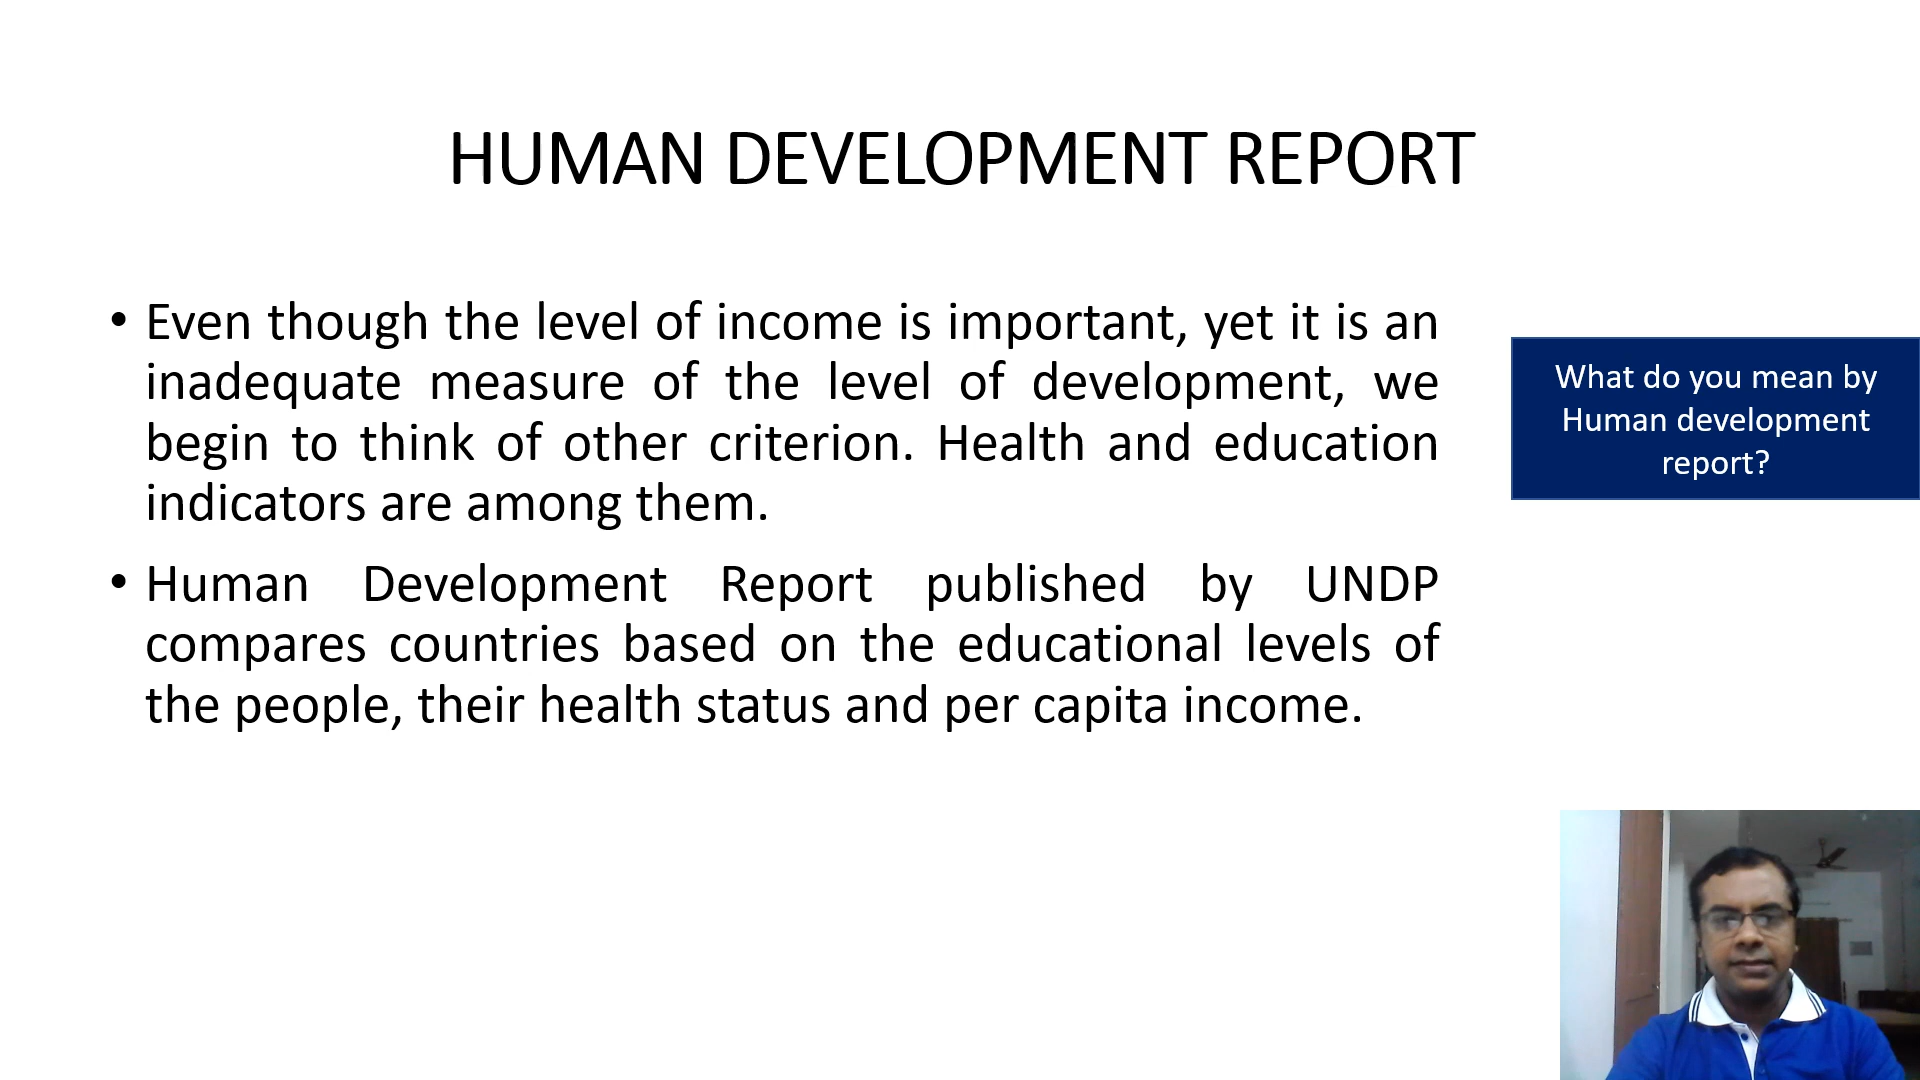 HUMAN DEVELOPMENT REPORT
• Even though the level of income is important, yet it is an
inadequate measure of the level of development, we
begin to think of other criterion. Health and education
indicators are among them.
• Human Development Report published by UNDP
compares countries based on the educational levels of
the people, their health status and per capita income.
What do you mean by
Human development
report?